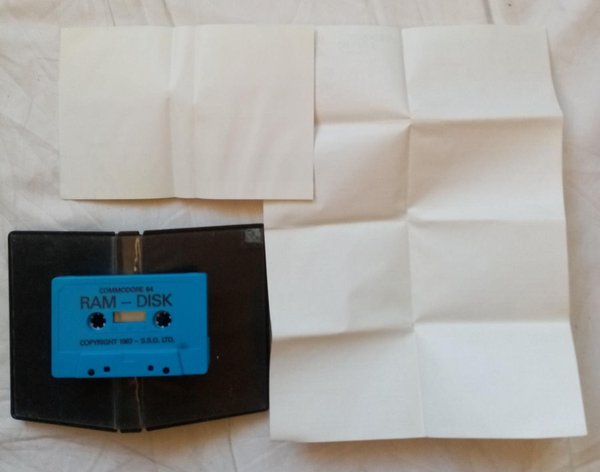 COMMODORE 64
RAM - DISK
COPYRIGHT 1987 - S.S.O. LTD.